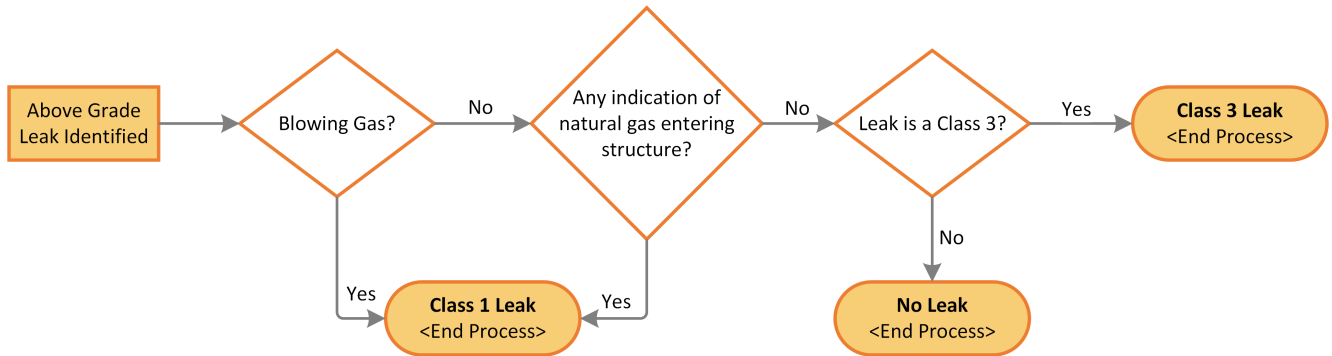 Above Grade
Leak Identified
Blowing Gas?
No
Any indication of
natural gas entering
structure?
No
Leak is a Class 3?
Yes
Class 3 Leak
<End Process>
Yes
Class 1 Leak
<End Process>
Yes
No
No Leak
<End Process>